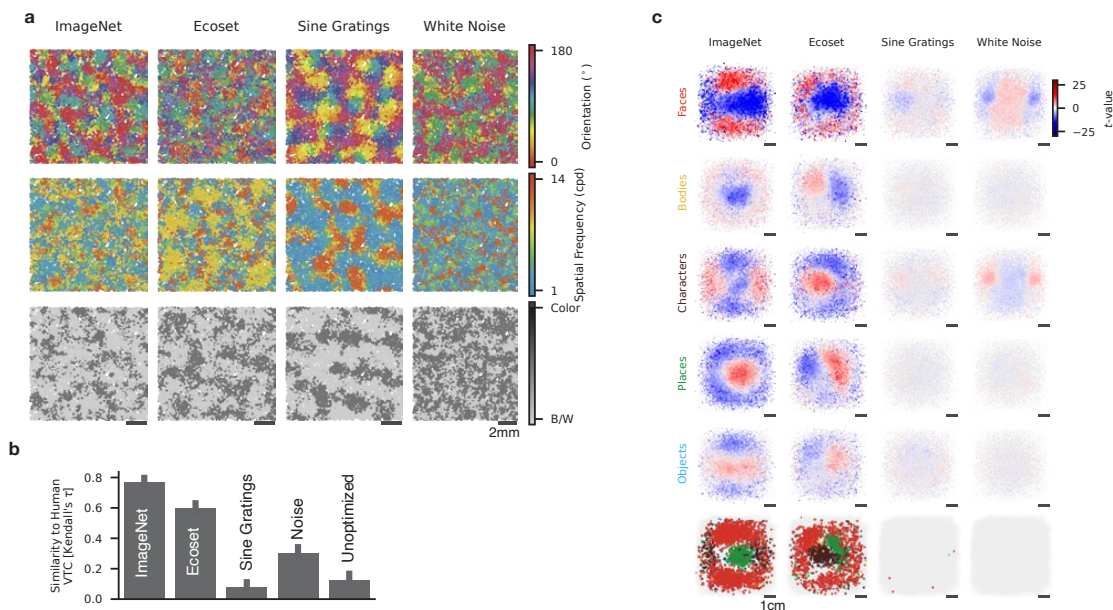 a
ImageNet
Ecoset
Sine Gratings
White Noise
180
Orientation (°)
0
14
Spatial Frequency (cpd)
1
Color
B/W
2mm
b
Similarity to Human
VTC [Kendall's τ]
0.8
0.6
0.4
0.2
0.0
ImageNet
Ecoset
Sine Gratings
Noise
Unoptimized
c
ImageNet
Ecoset
Sine Gratings
White Noise
Faces
25
0
−25
t-value
Bodies
Characters
Places
Objects
1cm